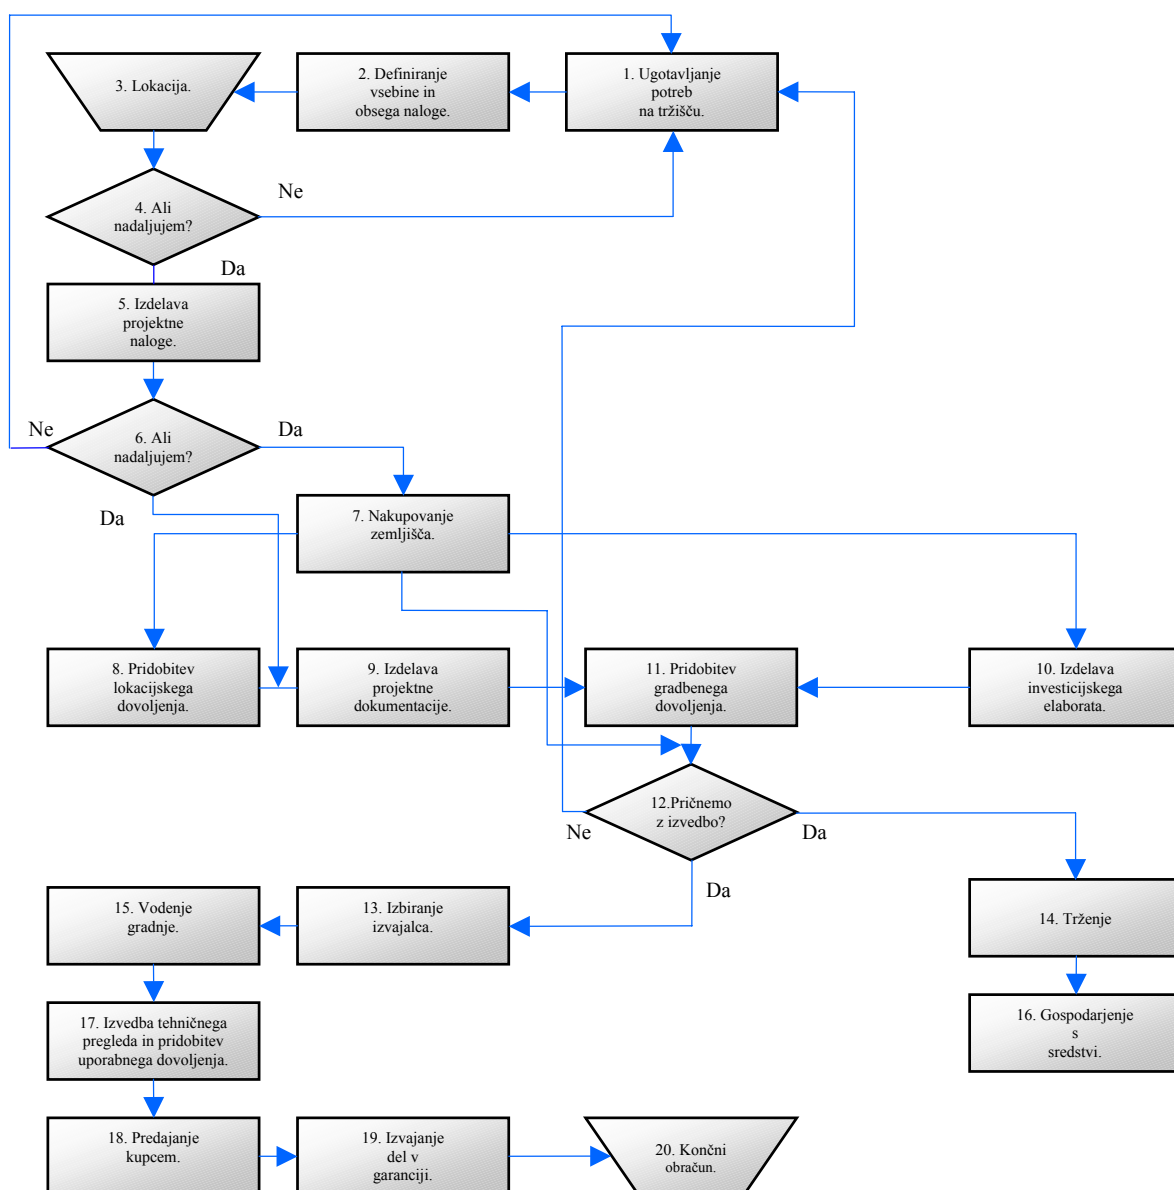 3. Lokacija.
2. Definiranje
vsebine in
obsega naloge.
1. Ugotavljanje
potreb
na tržišču.
4. Ali
nadaljujem?
Ne
Da
5. Izdelava
projektne
naloge.
Ne
6. Ali
nadaljujem?
Da
Da
7. Nakupovanje
zemljišča.
8. Pridobitev
lokacijskega
dovoljenja.
9. Izdelava
projektne
dokumentacije.
11. Pridobitev
gradbenega
dovoljenja.
10. Izdelava
investicijskega
elaborata.
12.Pričnemo
z izvedbo?
Ne
Da
Da
15. Vodenje
gradnje.
13. Izbiranje
izvajalca.
14. Trženje
17. Izvedba tehničnega
pregleda in pridobitev
uporabnega dovoljenja.
16. Gospodarjenje
s
sredstvi.
18. Predajanje
kupcem.
19. Izvajanje
del v
garanciji.
20. Končni
obračun.